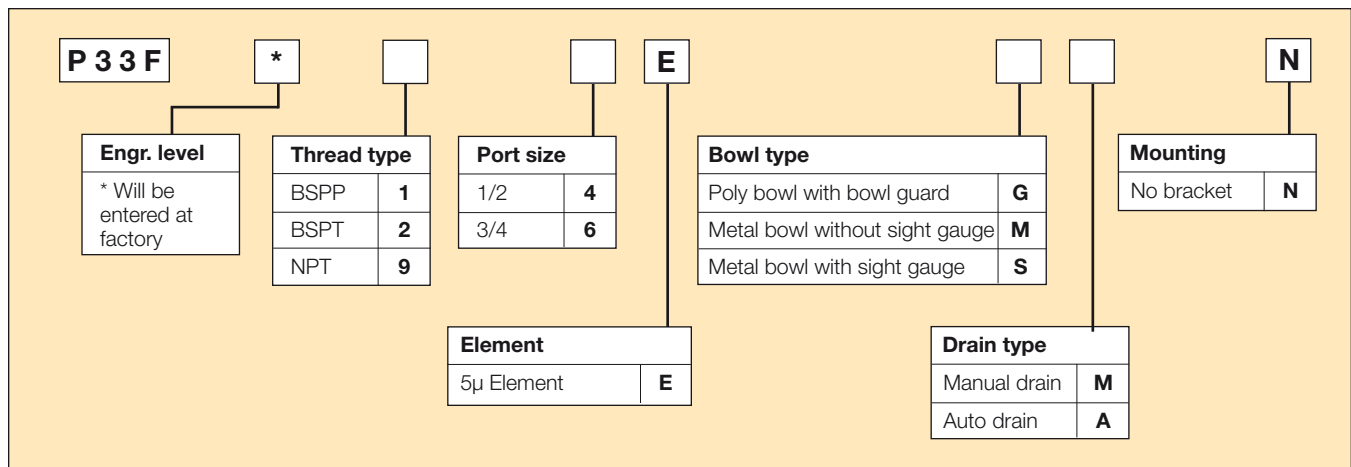 P 3 3 F * E N
Engr. level
* Will be
entered at
factory
Thread type
BSPP 1
BSPT 2
NPT 9
Port size
1/2 4
3/4 6
Bowl type
Poly bowl with bowl guard G
Metal bowl without sight gauge M
Metal bowl with sight gauge S
Mounting
No bracket N
Element
5µ Element E
Drain type
Manual drain M
Auto drain A